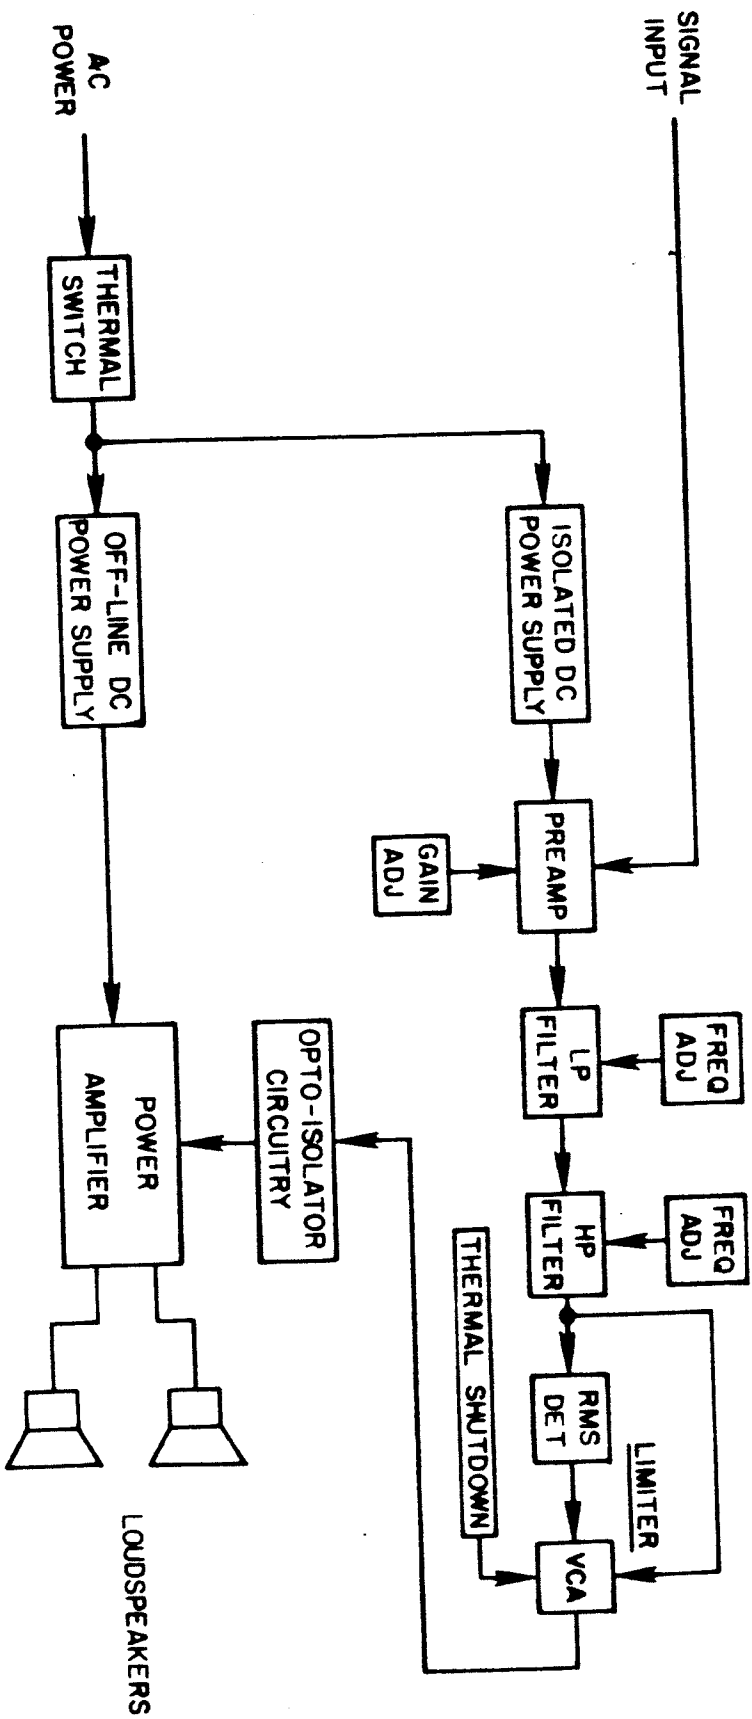 SIGNAL
INPUT
FREQ
ADJ
FREQ
ADJ
LIMITER
ISOLATED DC
POWER SUPPLY
PREAMP
LP
FILTER
HP
FILTER
RMS
DET
VCA
GAIN
ADJ
THERMAL SHUTDOWN
OPTO-ISOLATOR
CIRCUITRY
AC
POWER
THERMAL
SWITCH
OFF-LINE DC
POWER SUPPLY
POWER
AMPLIFIER
LOUDSPEAKERS